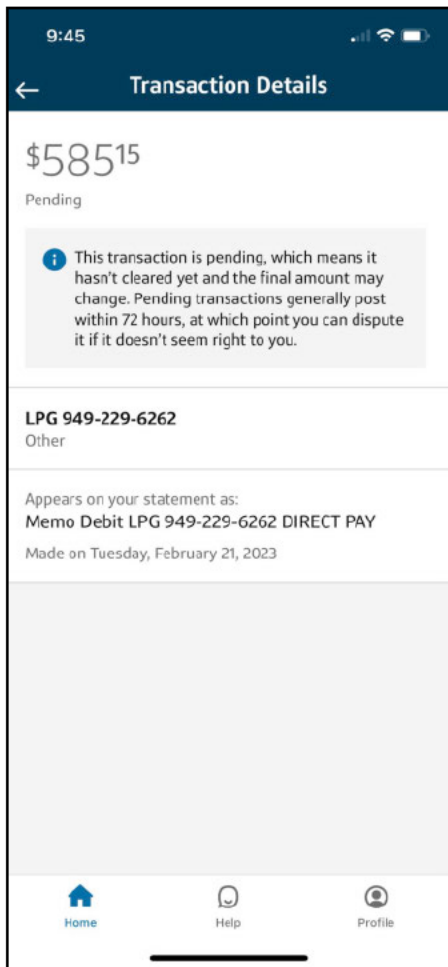 9:45
Transaction Details
$58515
Pending
This transaction is pending, which means it
hasn't cleared yet and the final amount may
change. Pending transactions generally post
within 72 hours, at which point you can dispute
it if it doesn't seem right to you.
LPG 949-229-6262
Other
Appears on your statement as:
Memo Debit LPG 949-229-6262 DIRECT PAY
Made on Tuesday, February 21, 2023
Home Help Profile